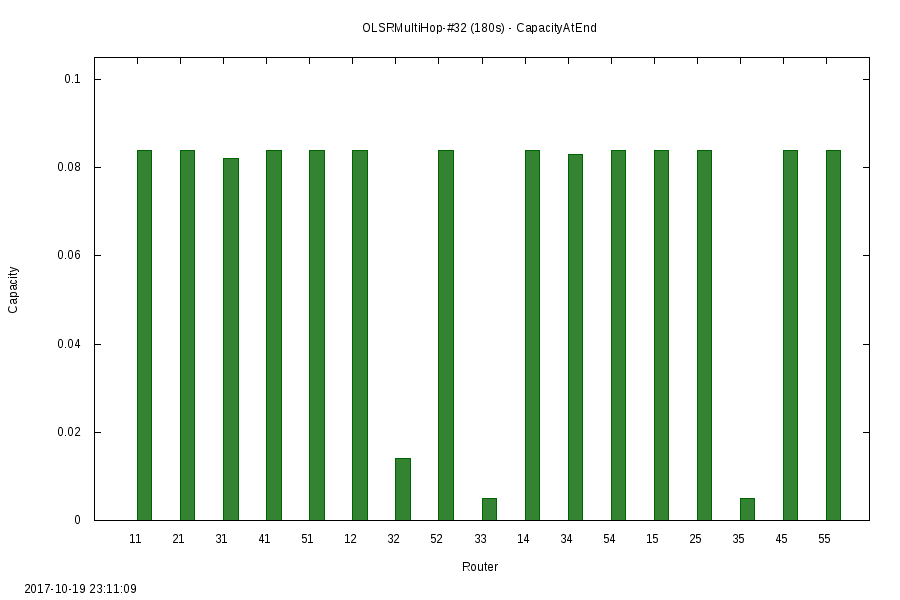 OLSRMultiHop-#32 (180s) - CapacityAtEnd
0.1
0.08
0.06
0.04
0.02
0
Capacity
11 21 31 41 51 12 32 52 33 14 34 54 15 25 35 45 55
Router
2017-10-19 23:11:09